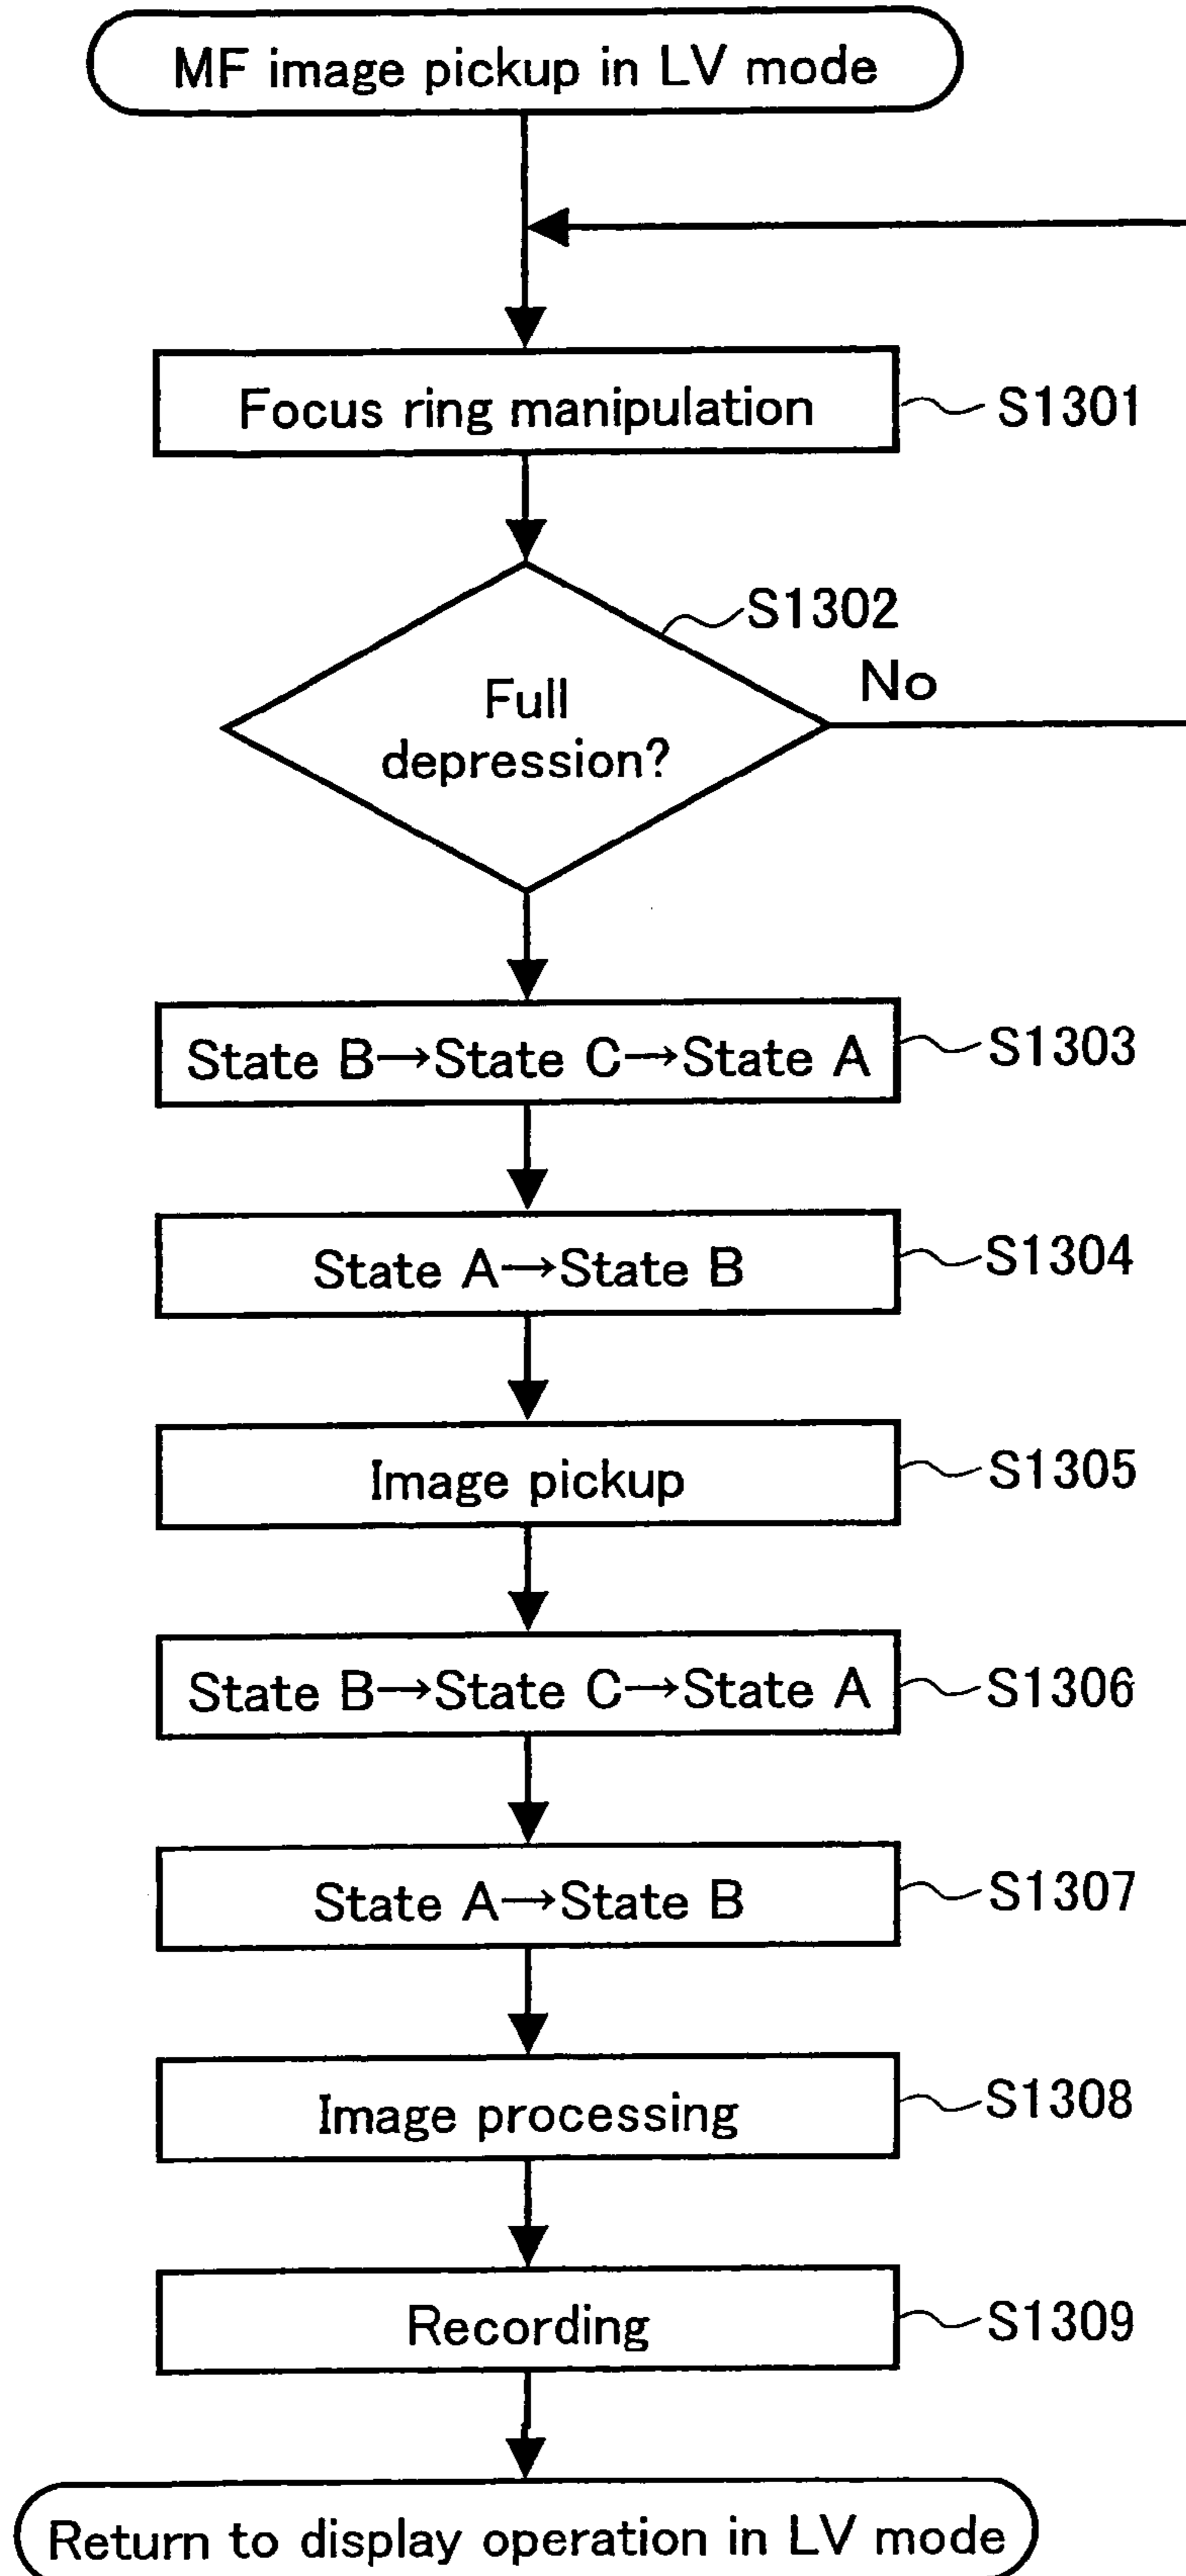 MF image pickup in LV mode
Focus ring manipulation
S1301
S1302
No
Full
depression?
State B→State C→State A
S1303
State A→State B
S1304
Image pickup
S1305
State B→State C→State A
S1306
State A→State B
S1307
Image processing
S1308
Recording
S1309
Return to display operation in LV mode